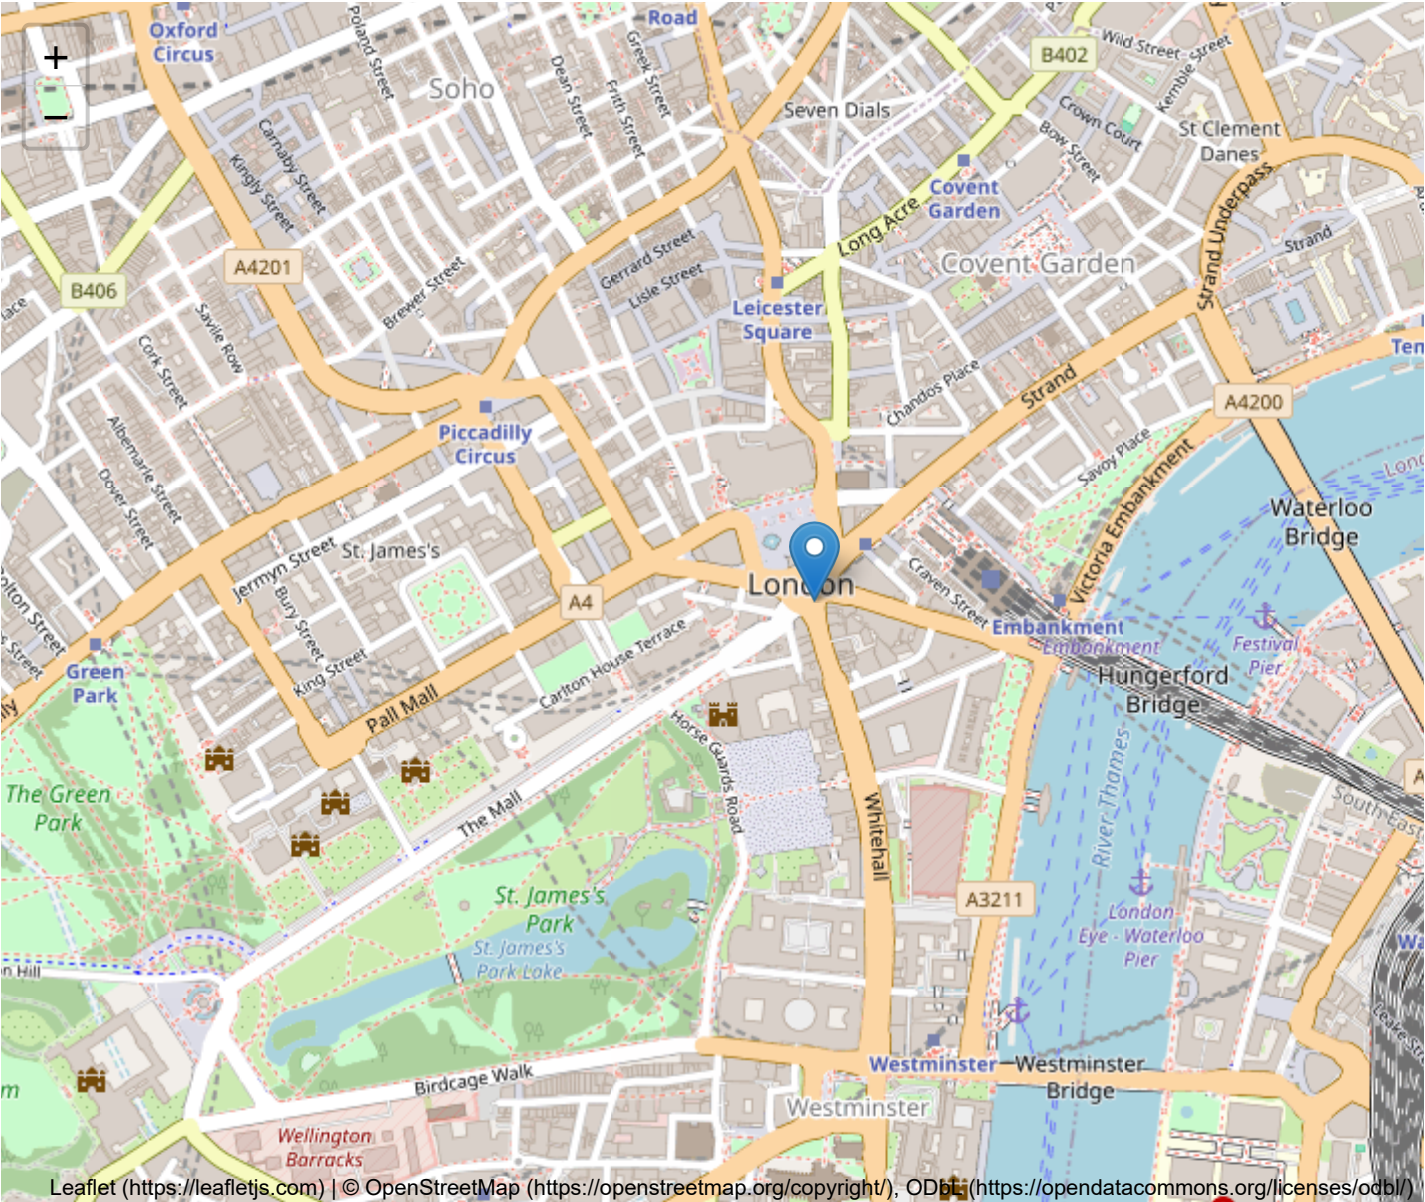 Oxford
Circus
Road
Poland Street
Soho
Dean Street
Greek Street
Frith Street
Seven Dials
B402
Wild Street
Kemble Street
Crown Court
Bow Street
St Clement
Danes
+
−
Carnaby Street
Kingly Street
Covent
Garden
Long Acre
Strand Underpass
Strand
A4201
B406
Gerrard Street
Lisle Street
Covent Garden
Brewer Street
Savile Row
Cork Street
Leicester
Square
Chandos Place
Strand
A4200
Albemarle Street
Dover Street
Piccadilly
Circus
Savoy Place
Victoria Embankment
Waterloo
Bridge
Jermyn Street
St. James's
Bury Street
King Street
A4
London
Craven Street
Embankment
Embankment
Festival
Pier
Hungerford
Bridge
Green
Park
Carlton House Terrace
Pall Mall
Horse Guards Road
The Green
Park
The Mall
Whitehall
River Thames
St. James's
Park
St. James's
Park Lake
A3211
London
Eye - Waterloo
Pier
n Hill
Westminster
Westminster
Bridge
Birdcage Walk
Westminster
Wellington
Barracks
Leaflet (https://leafletjs.com) | © OpenStreetMap (https://openstreetmap.org/copyright/), ODbL (https://opendatacommons.org/licenses/odbl/)